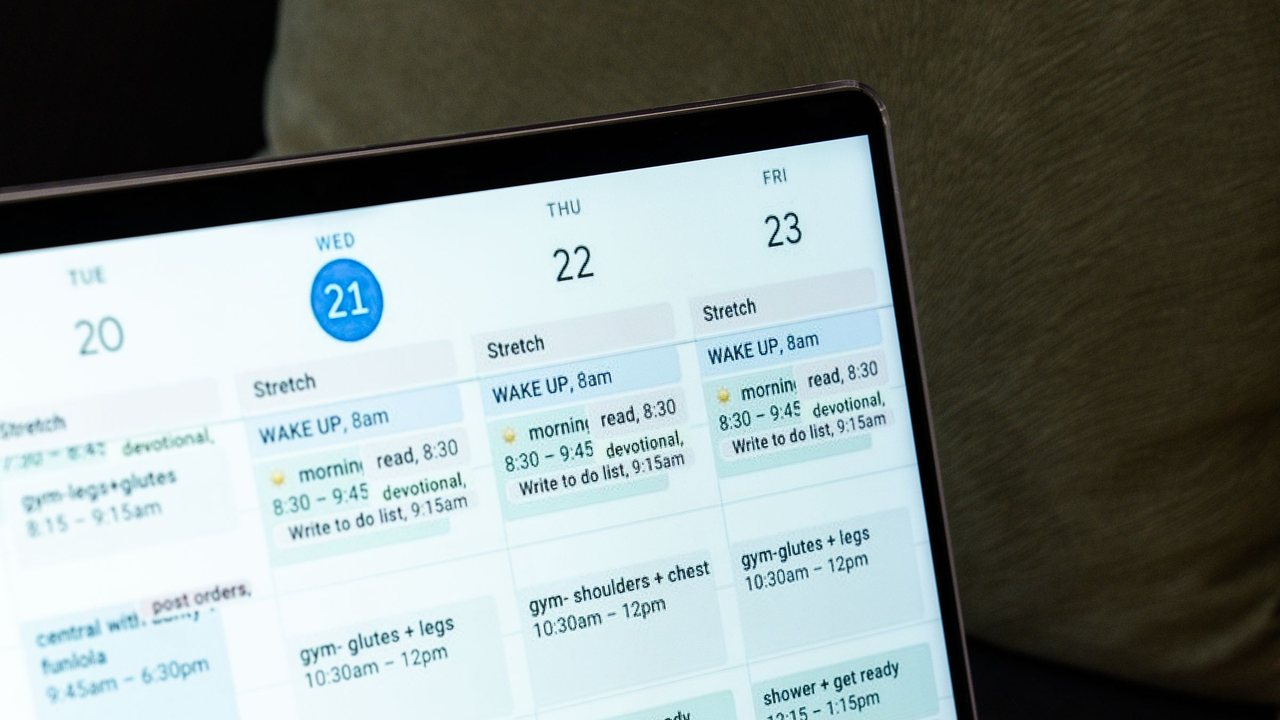 TUE
20
Stretch
devotional,
gym-legs+glutes
8:15 – 9:15am
post orders,
central with
funlola
9:45am – 6:30pm
WED
21
Stretch
WAKE UP, 8am
morning
read, 8:30
8:30 – 9:45
devotional,
Write to do list, 9:15am
gym- glutes + legs
10:30am – 12pm
THU
22
Stretch
WAKE UP, 8am
morning
read, 8:30
8:30 – 9:45
devotional,
Write to do list, 9:15am
gym- shoulders + chest
10:30am – 12pm
FRI
23
Stretch
WAKE UP, 8am
mornin
read, 8:30
8:30 – 9:45
devotional,
Write to do list, 9:15am
gym-glutes + legs
10:30am – 12pm
shower + get ready
12:15 – 1:15pm